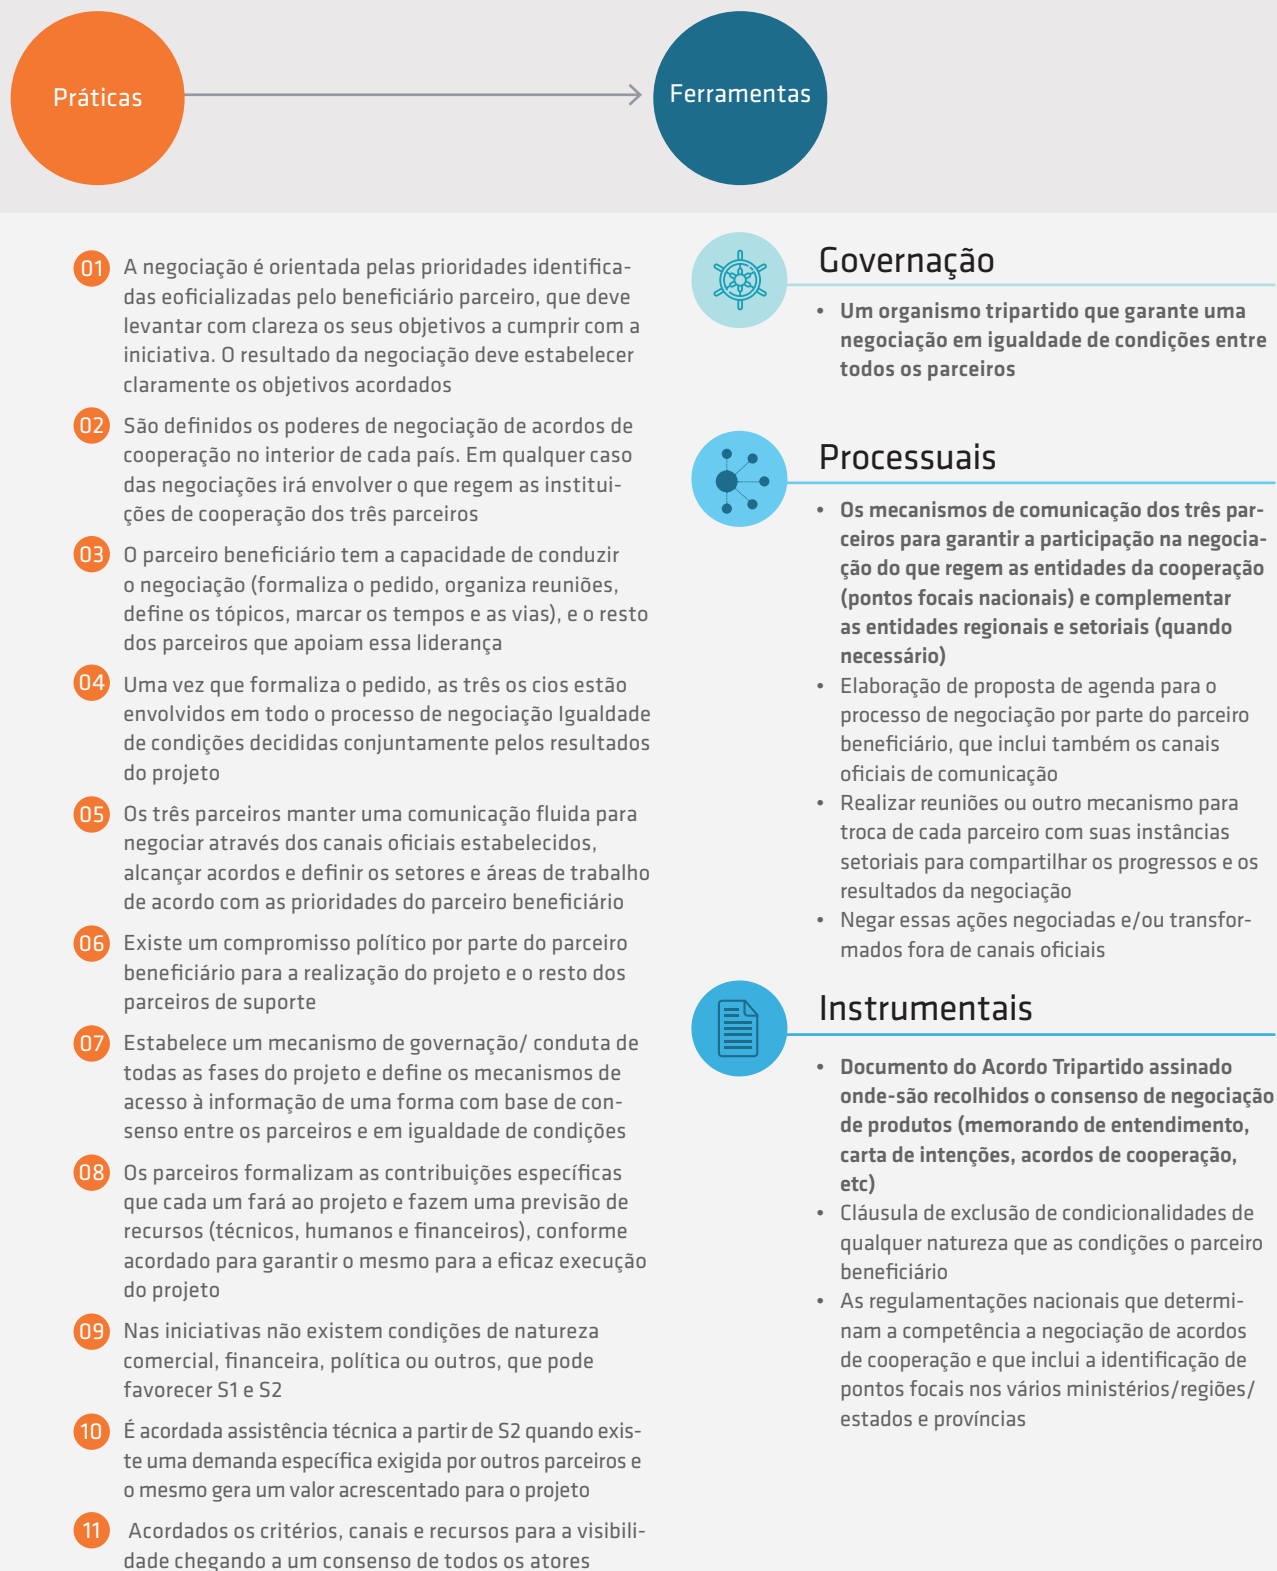 Práticas
Ferramentas
01
A negociação é orientada pelas prioridades identifica-
das eoficializadas pelo beneficiário parceiro, que deve
levantar com clareza os seus objetivos a cumprir com a
iniciativa. O resultado da negociação deve estabelecer
claramente os objetivos acordados
02
São definidos os poderes de negociação de acordos de
cooperação no interior de cada país. Em qualquer caso
das negociações irá envolver o que regem as institui-
ções de cooperação dos três parceiros
03
O parceiro beneficiário tem a capacidade de conduzir
o negociação (formaliza o pedido, organiza reuniões,
define os tópicos, marcar os tempos e as vias), e o resto
dos parceiros que apoiam essa liderança
04
Uma vez que formaliza o pedido, as três os cios estão
envolvidos em todo o processo de negociação Igualdade
de condições decididas conjuntamente pelos resultados
do projeto
05
Os três parceiros manter uma comunicação fluida para
negociar através dos canais oficiais estabelecidos,
alcançar acordos e definir os setores e áreas de trabalho
de acordo com as prioridades do parceiro beneficiário
06
Existe um compromisso político por parte do parceiro
beneficiário para a realização do projeto e o resto dos
parceiros de suporte
07
Estabelece um mecanismo de governação/ conduta de
todas as fases do projeto e define os mecanismos de
acesso à informação de uma forma com base de con-
senso entre os parceiros e em igualdade de condições
08
Os parceiros formalizam as contribuições específicas
que cada um fará ao projeto e fazem uma previsão de
recursos (técnicos, humanos e financeiros), conforme
acordado para garantir o mesmo para a eficaz execução
do projeto
09
Nas iniciativas não existem condições de natureza
comercial, financeira, política ou outros, que pode
favorecer S1 e S2
10
É acordada assistência técnica a partir de S2 quando exis-
te uma demanda específica exigida por outros parceiros e
o mesmo gera um valor acrescentado para o projeto
11
Acordados os critérios, canais e recursos para a visibili-
dade chegando a um consenso de todos os atores
Governação
• Um organismo tripartido que garante uma
negociação em igualdade de condições entre
todos os parceiros
Processuais
• Os mecanismos de comunicação dos três par-
ceiros para garantir a participação na negocia-
ção do que regem as entidades da cooperação
(pontos focais nacionais) e complementar
as entidades regionais e setoriais (quando
necessário)
• Elaboração de proposta de agenda para o
processo de negociação por parte do parceiro
beneficiário, que inclui também os canais
oficiais de comunicação
• Realizar reuniões ou outro mecanismo para
troca de cada parceiro com suas instâncias
setoriais para compartilhar os progressos e os
resultados da negociação
• Negar essas ações negociadas e/ou transfor-
mados fora de canais oficiais
Instrumentais
• Documento do Acordo Tripartido assinado
onde-são recolhidos o consenso de negociação
de produtos (memorando de entendimento,
carta de intenções, acordos de cooperação,
etc)
• Cláusula de exclusão de condicionalidades de
qualquer natureza que as condições o parceiro
beneficiário
• As regulamentações nacionais que determi-
nam a competência a negociação de acordos
de cooperação e que inclui a identificação de
pontos focais nos vários ministérios/regiões/
estados e províncias